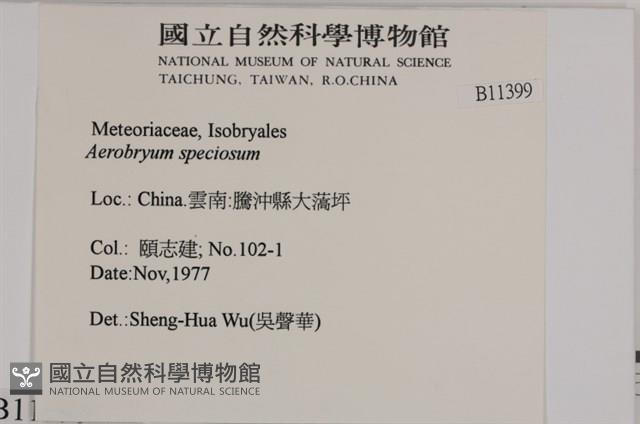 國立自然科學博物館
NATIONAL MUSEUM OF NATURAL SCIENCE
TAICHUNG, TAIWAN, R.O.CHINA
B11399
Meteoriaceae, Isobryales
Aerobryum speciosum
Loc.: China.雲南:騰沖縣大蒿坪
Col.: 頤志建; No.102-1
Date:Nov,1977
Det.:Sheng-Hua Wu(吳聲華)
國立自然科學博物館
NATIONAL MUSEUM OF NATURAL SCIENCE
B11